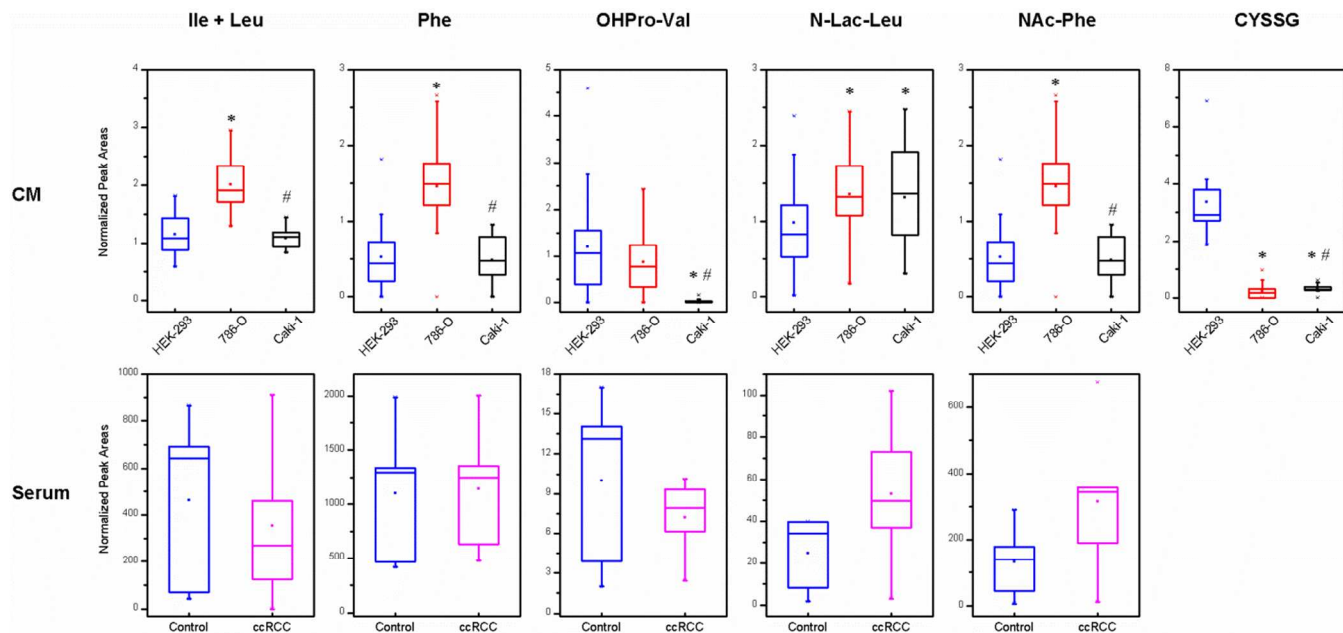 Ile + Leu
Phe
OHPro-Val
N-Lac-Leu
NAc-Phe
CYSSG
CM
Normalized Peak Areas
4
3
2
1
0
*
#
HEK-293
786-O
Caki-1
3
2
1
0
*
#
HEK-293
786-O
Caki-1
5
4
3
2
1
0
* #
HEK-293
786-O
Caki-1
3
2
1
0
*
*
HEK-293
786-O
Caki-1
3
2
1
0
*
#
HEK-293
786-O
Caki-1
8
6
4
2
0
*
* #
HEK-293
786-O
Caki-1
Serum
Normalized Peak Areas
1000
900
800
700
600
500
400
300
200
100
0
Control
ccRCC
2000
1500
1000
500
0
Control
ccRCC
18
15
12
9
6
3
0
Control
ccRCC
100
80
60
40
20
0
Control
ccRCC
600
400
200
0
Control
ccRCC